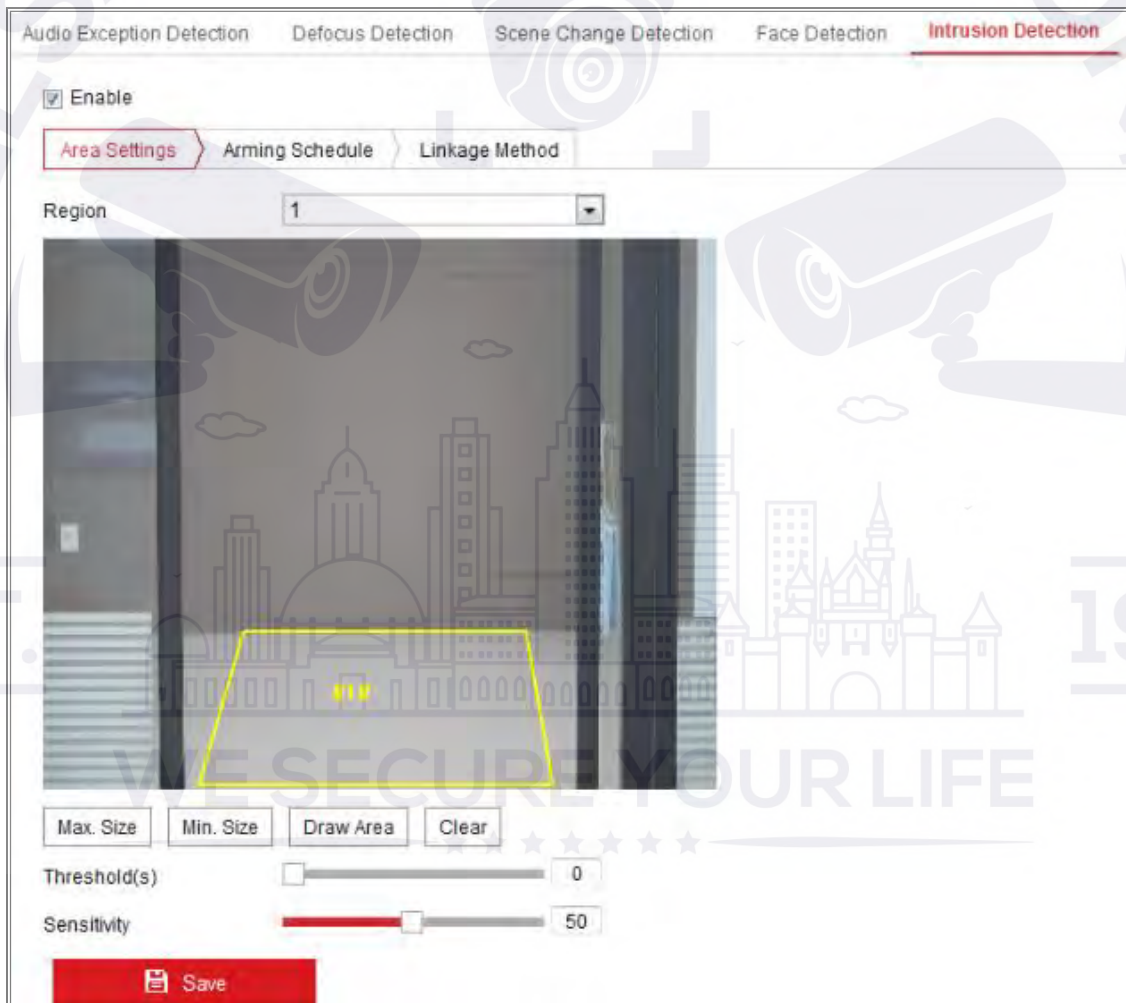 Audio Exception Detection Defocus Detection Scene Change Detection Face Detection Intrusion Detection
Enable
Area Settings Arming Schedule Linkage Method
Region 1
#1#
WE SECURE YOUR LIFE
Max. Size Min. Size Draw Area Clear
Threshold(s) 0
Sensitivity 50
Save